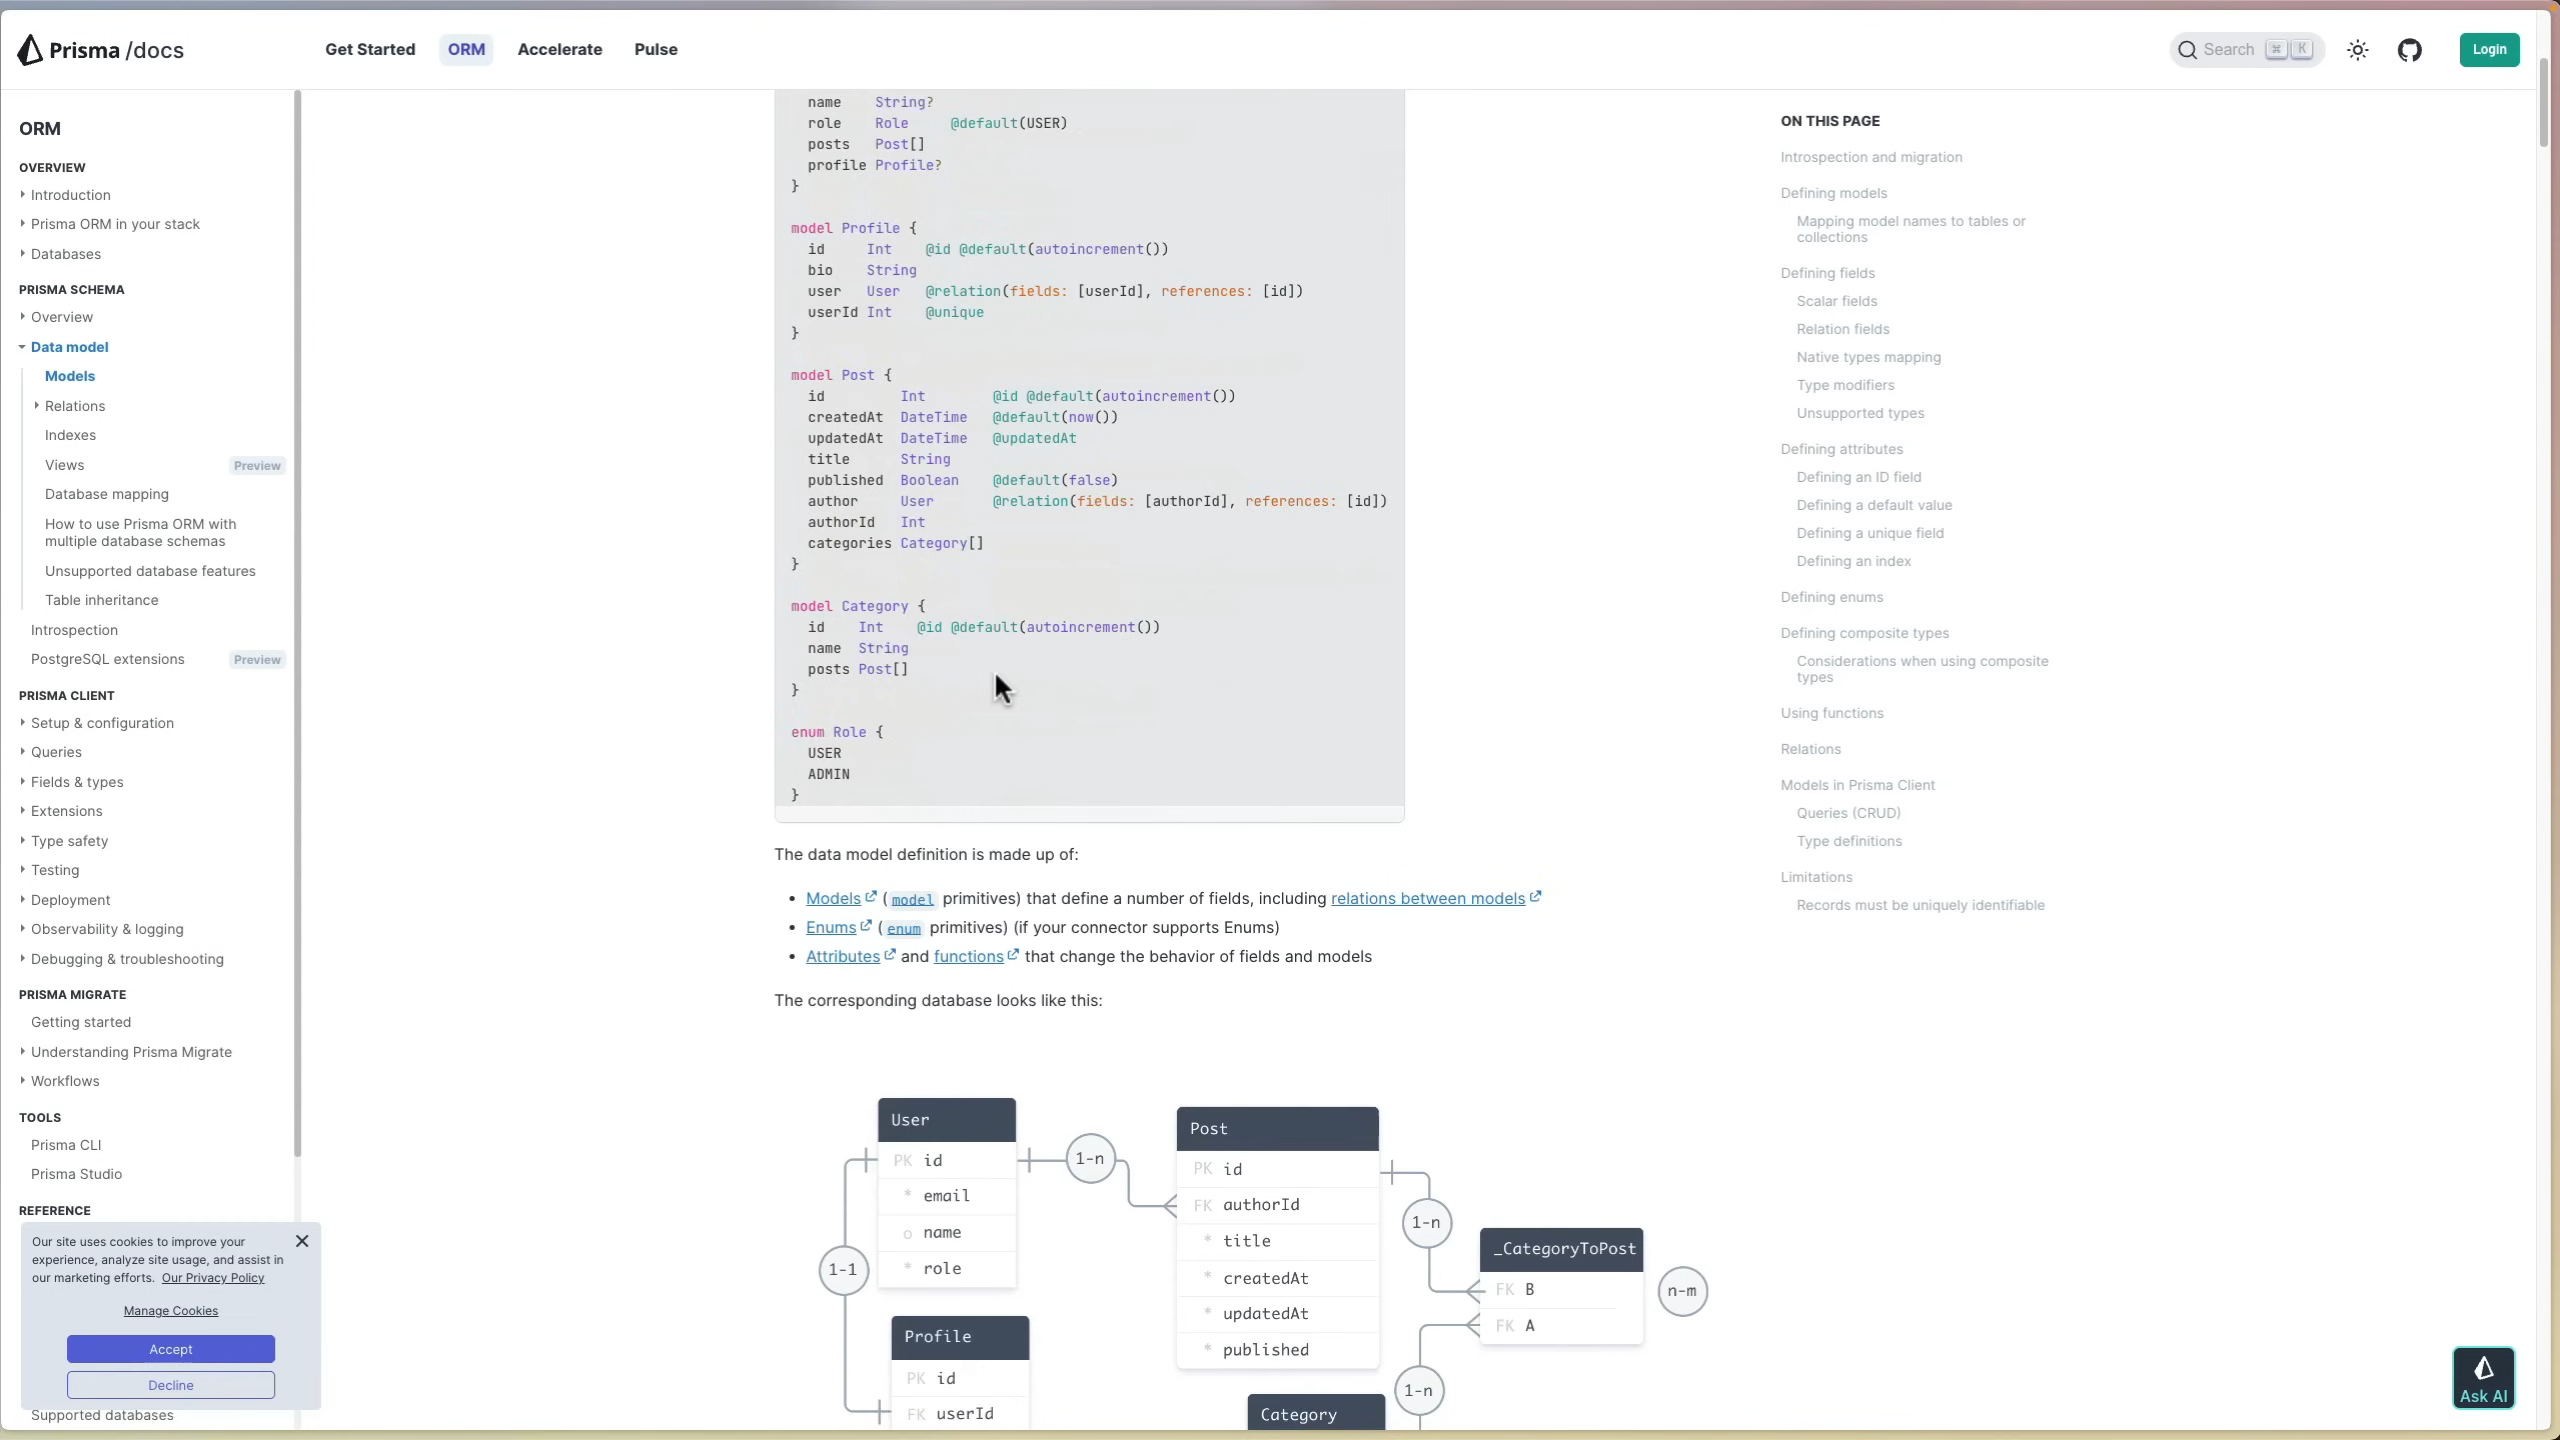 Prisma /docs
Get Started
ORM
Accelerate
Pulse
Search ⌘ K
Login
ORM
OVERVIEW
Introduction
Prisma ORM in your stack
Databases
PRISMA SCHEMA
Overview
Data model
Models
Relations
Indexes
Views Preview
Database mapping
How to use Prisma ORM with
multiple database schemas
Unsupported database features
Table inheritance
Introspection
PostgreSQL extensions Preview
PRISMA CLIENT
Setup & configuration
Queries
Fields & types
Extensions
Type safety
Testing
Deployment
Observability & logging
Debugging & troubleshooting
PRISMA MIGRATE
Getting started
Understanding Prisma Migrate
Workflows
TOOLS
Prisma CLI
Prisma Studio
REFERENCE
Our site uses cookies to improve your
experience, analyze site usage, and assist in
our marketing efforts. Our Privacy Policy
Manage Cookies
Accept
Decline
Supported databases
name String?
role Role @default(USER)
posts Post[]
profile Profile?
}
model Profile {
id Int @id @default(autoincrement())
bio String
user User @relation(fields: [userId], references: [id])
userId Int @unique
}
model Post {
id Int @id @default(autoincrement())
createdAt DateTime @default(now())
updatedAt DateTime @updatedAt
title String
published Boolean @default(false)
author User @relation(fields: [authorId], references: [id])
authorId Int
categories Category[]
}
model Category {
id Int @id @default(autoincrement())
name String
posts Post[]
}
enum Role {
USER
ADMIN
}
The data model definition is made up of:
• Models (model primitives) that define a number of fields, including relations between models
• Enums (enum primitives) (if your connector supports Enums)
• Attributes and functions that change the behavior of fields and models
The corresponding database looks like this:
User
PK id
* email
o name
* role
1-n
1-1
Profile
PK id
FK userId
Post
PK id
FK authorId
* title
* createdAt
* updatedAt
* published
1-n
_CategoryToPost
FK B
FK A
n-m
1-n
Category
ON THIS PAGE
Introspection and migration
Defining models
Mapping model names to tables or
collections
Defining fields
Scalar fields
Relation fields
Native types mapping
Type modifiers
Unsupported types
Defining attributes
Defining an ID field
Defining a default value
Defining a unique field
Defining an index
Defining enums
Defining composite types
Considerations when using composite
types
Using functions
Relations
Models in Prisma Client
Queries (CRUD)
Type definitions
Limitations
Records must be uniquely identifiable
Ask AI